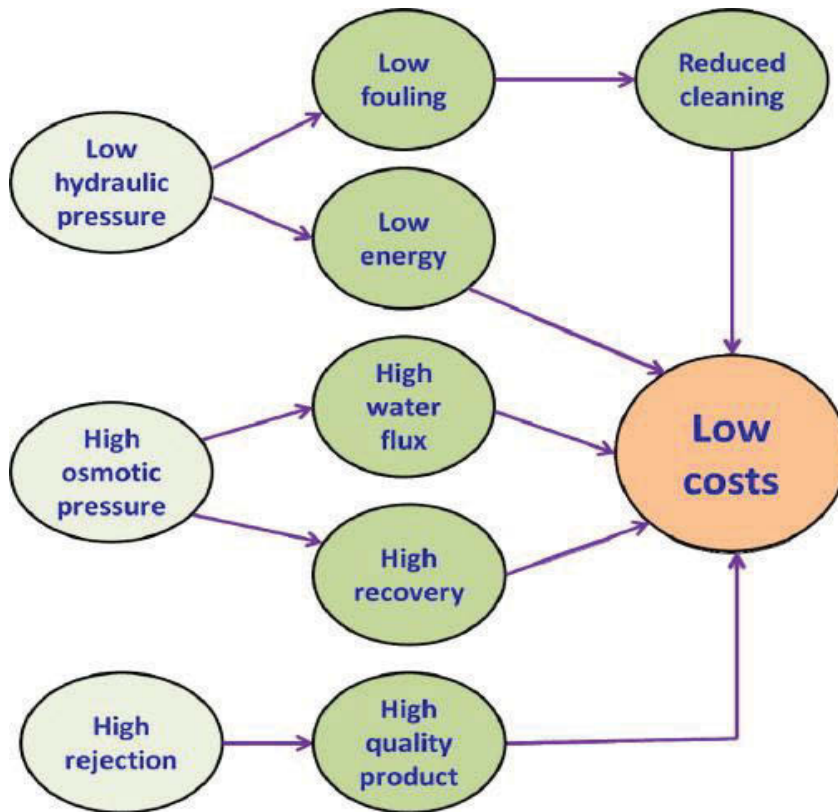 Low
fouling
Reduced
cleaning
Low
hydraulic
pressure
Low
energy
High
water
flux
Low
costs
High
osmotic
pressure
High
recovery
High
rejection
High
quality
product